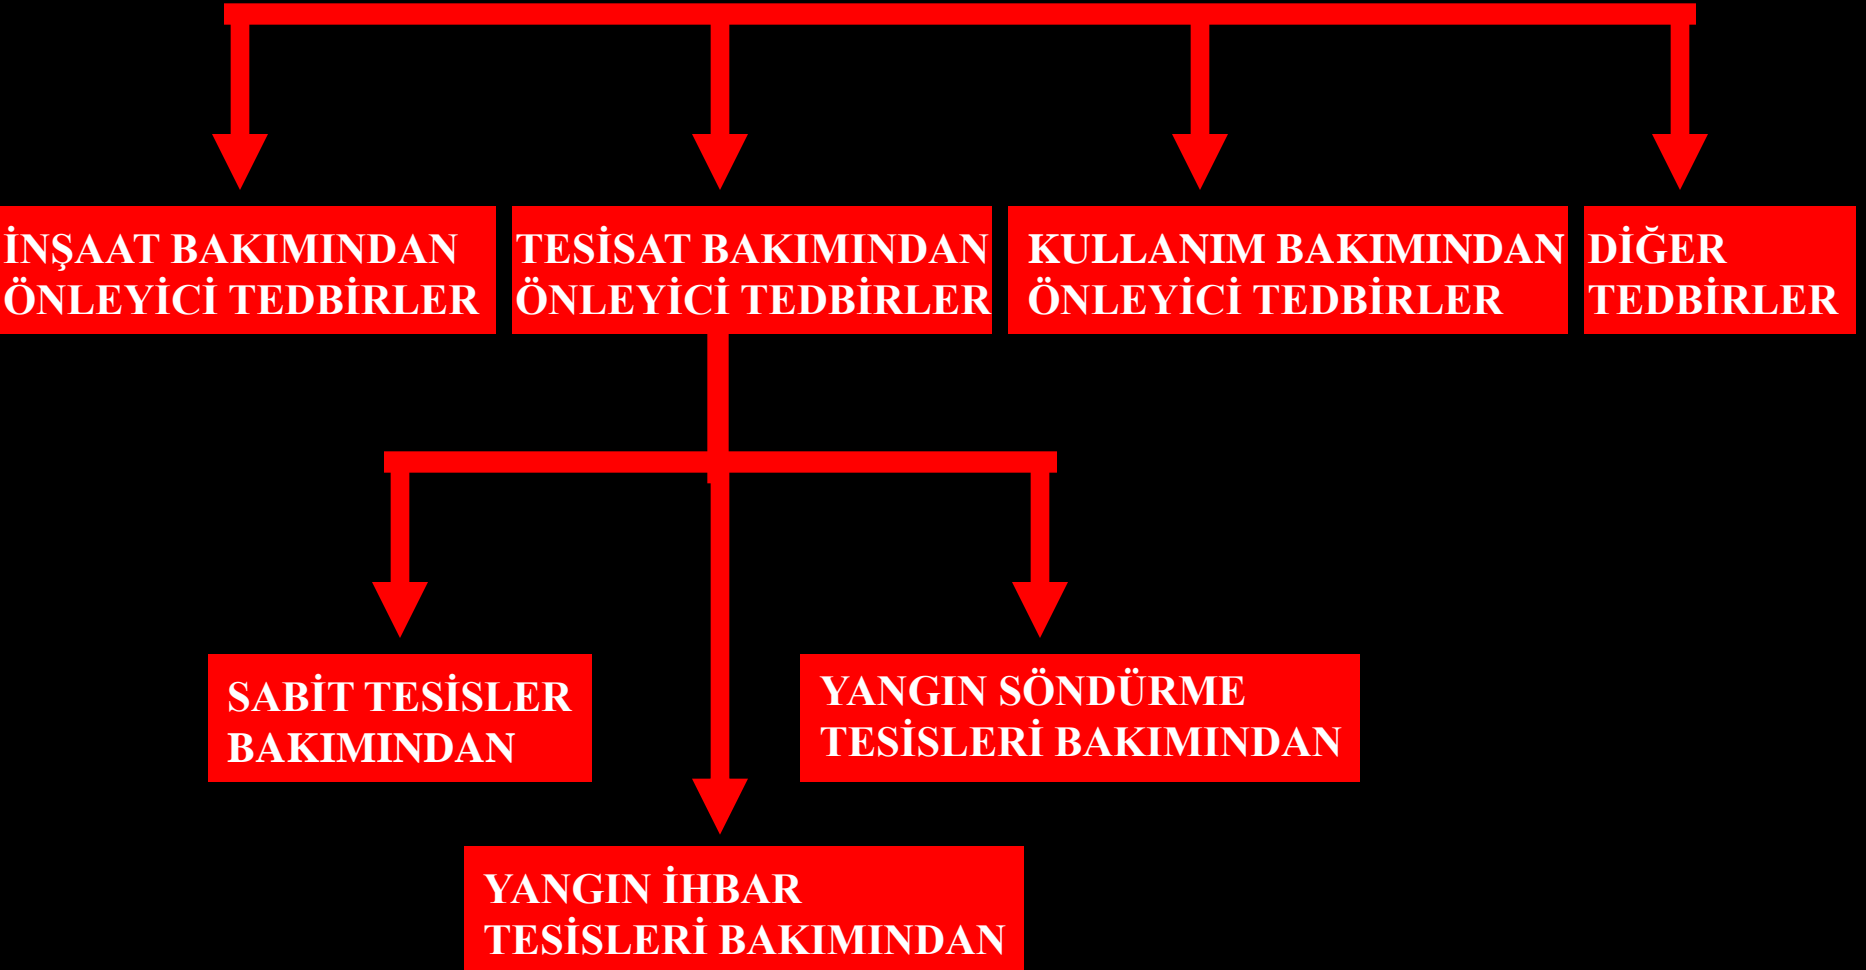 İNŞAAT BAKIMINDAN
ÖNLEYİCİ TEDBİRLER
TESİSAT BAKIMINDAN
ÖNLEYİCİ TEDBİRLER
KULLANIM BAKIMINDAN
ÖNLEYİCİ TEDBİRLER
DİĞER
TEDBİRLER
SABİT TESİSLER
BAKIMINDAN
YANGIN SÖNDÜRME
TESİSLERİ BAKIMINDAN
YANGIN İHBAR
TESİSLERİ BAKIMINDAN